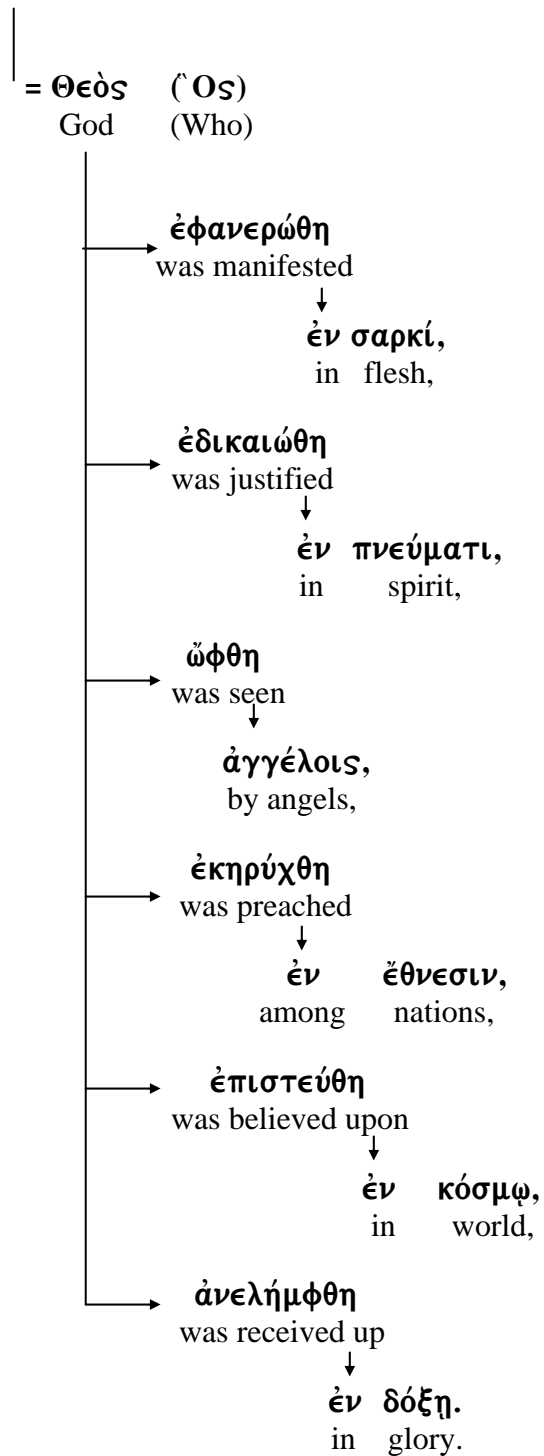 = Θεὸς (Ὃς)
God (Who)
ἐφανερώθη
was manifested
ἐν σαρκί,
in flesh,
ἐδικαιώθη
was justified
ἐν πνεύματι,
in spirit,
ὤφθη
was seen
ἀγγέλοις,
by angels,
ἐκηρύχθη
was preached
ἐν ἔθνεσιν,
among nations,
ἐπιστεύθη
was believed upon
ἐν κόσμῳ,
in world,
ἀνελήμφθη
was received up
ἐν δόξῃ.
in glory.